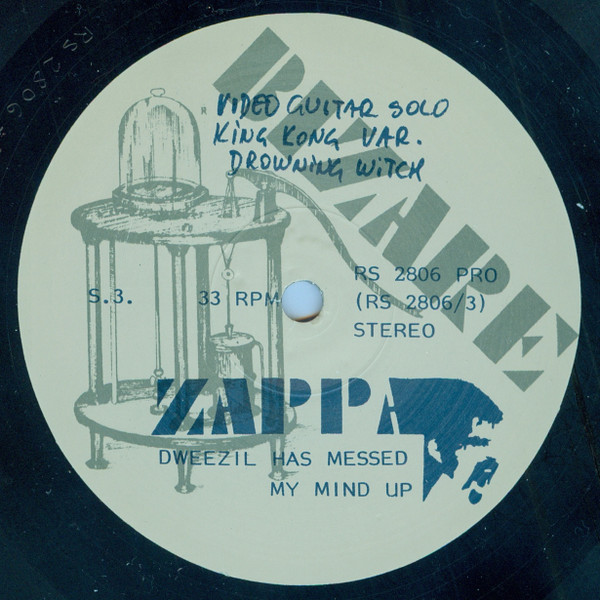 BIZARRE
R
VIDEO GUITAR SOLO
KING KONG VAR.
DROWNING WITCH
S.3.
33 RPM
RS 2806 PRO
(RS 2806/3)
STEREO
ZAPPA
DWEEZIL HAS MESSED
MY MIND UP